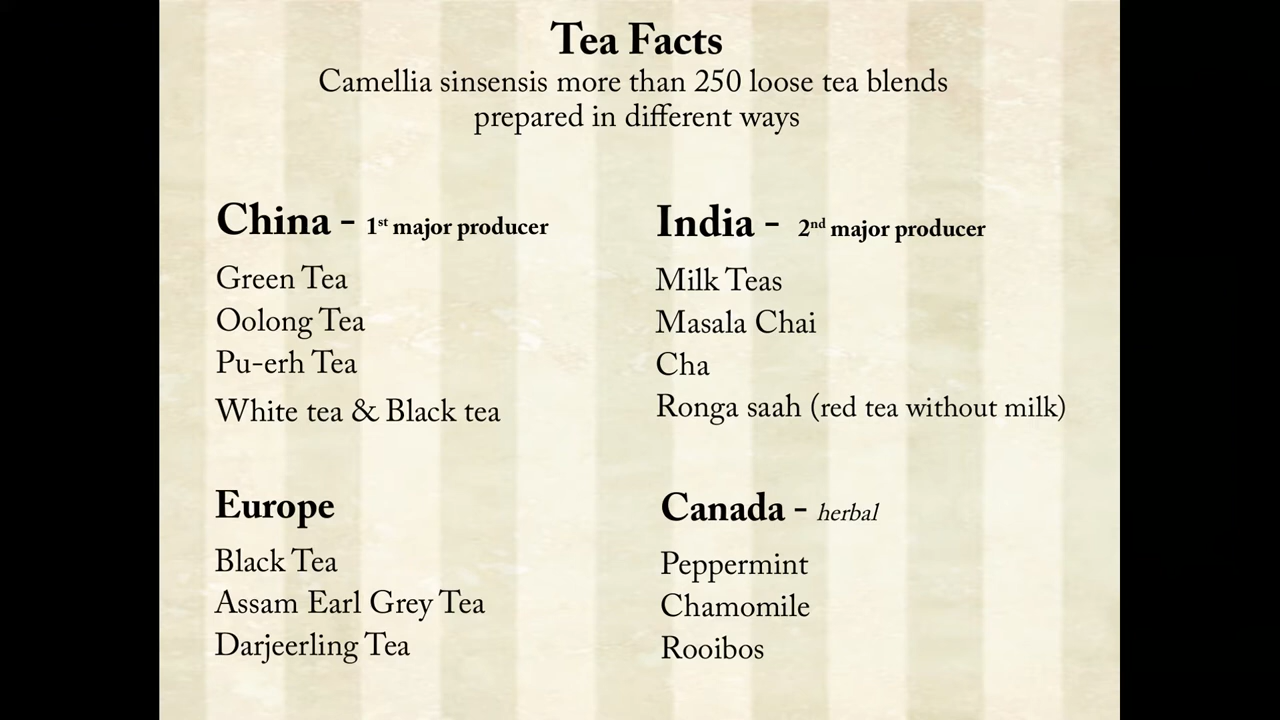 Tea Facts
Camellia sinsensis more than 250 loose tea blends
prepared in different ways
China - 1st major producer
Green Tea
Oolong Tea
Pu-erh Tea
White tea & Black tea
India - 2nd major producer
Milk Teas
Masala Chai
Cha
Ronga saah (red tea without milk)
Europe
Black Tea
Assam Earl Grey Tea
Darjeerling Tea
Canada - herbal
Peppermint
Chamomile
Rooibos